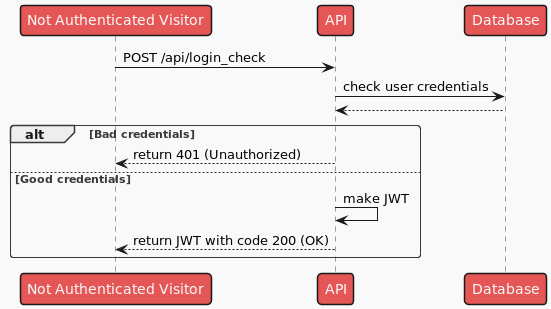 Not Authenticated Visitor API Database
POST /api/login_check
check user credentials
alt [Bad credentials]
return 401 (Unauthorized)
[Good credentials]
make JWT
return JWT with code 200 (OK)
Not Authenticated Visitor API Database